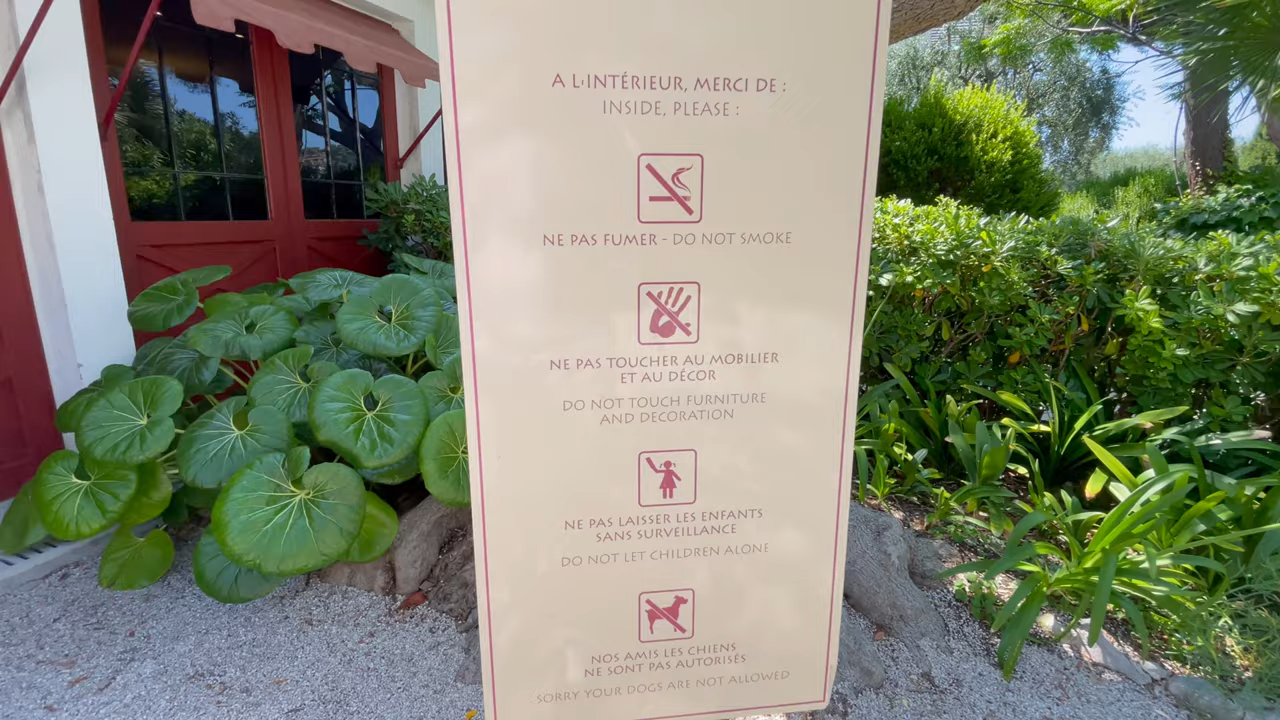 A L'INTÉRIEUR, MERCI DE :
INSIDE, PLEASE :
NE PAS FUMER - DO NOT SMOKE
NE PAS TOUCHER AU MOBILIER
ET AU DÉCOR
DO NOT TOUCH FURNITURE
AND DECORATION
NE PAS LAISSER LES ENFANTS
SANS SURVEILLANCE
DO NOT LET CHILDREN ALONE
NOS AMIS LES CHIENS
NE SONT PAS AUTORISÉS
SORRY YOUR DOGS ARE NOT ALLOWED